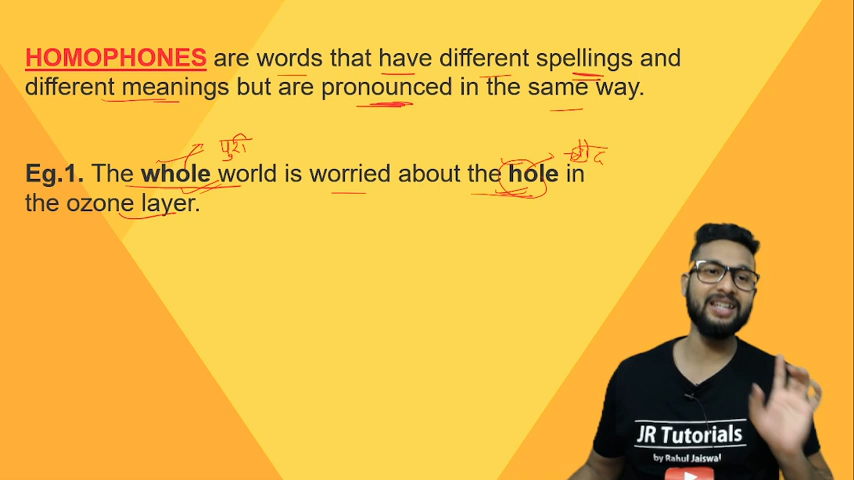 HOMOPHONES are words that have different spellings and
different meanings but are pronounced in the same way.
पुरी
Eg.1. The whole world is worried about the hole in
the ozone layer.
JR Tutorials
by Rahul Jaiswal